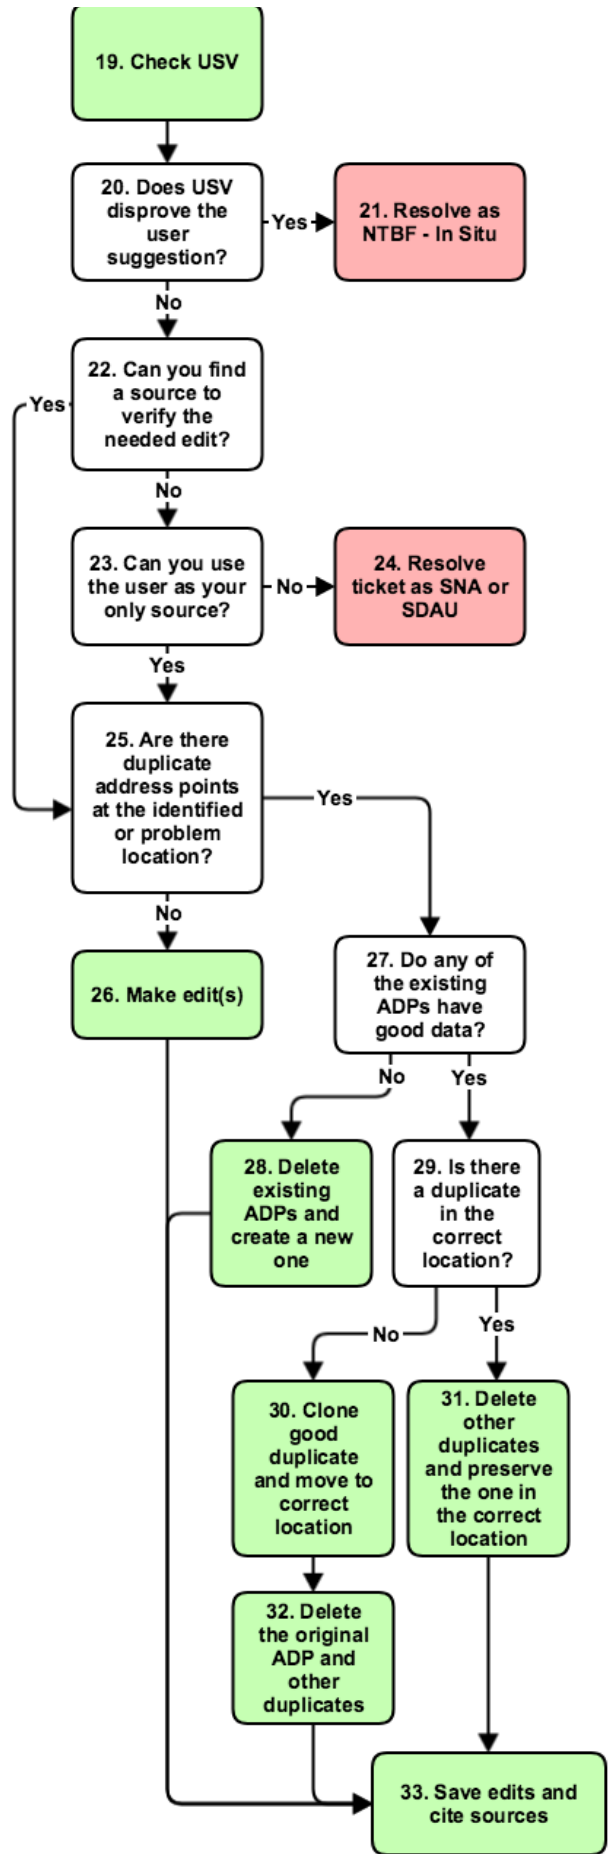 19. Check USV
20. Does USV
disprove the
user
suggestion?
Yes
21. Resolve as
NTBF - In Situ
No
22. Can you find
a source to
verify the
needed edit?
Yes
No
23. Can you use
the user as your
only source?
No
24. Resolve
ticket as SNA or
SDAU
Yes
25. Are there
duplicate
address points
at the identified
or problem
location?
Yes
No
26. Make edit(s)
27. Do any of
the existing
ADPs have
good data?
No
Yes
28. Delete
existing
ADPs and
create a new
one
29. Is there
a duplicate
in the
correct
location?
No
Yes
30. Clone
good
duplicate
and move to
correct
location
31. Delete
other
duplicates
and preserve
the one in
the correct
location
32. Delete
the original
ADP and
other
duplicates
33. Save edits and
cite sources